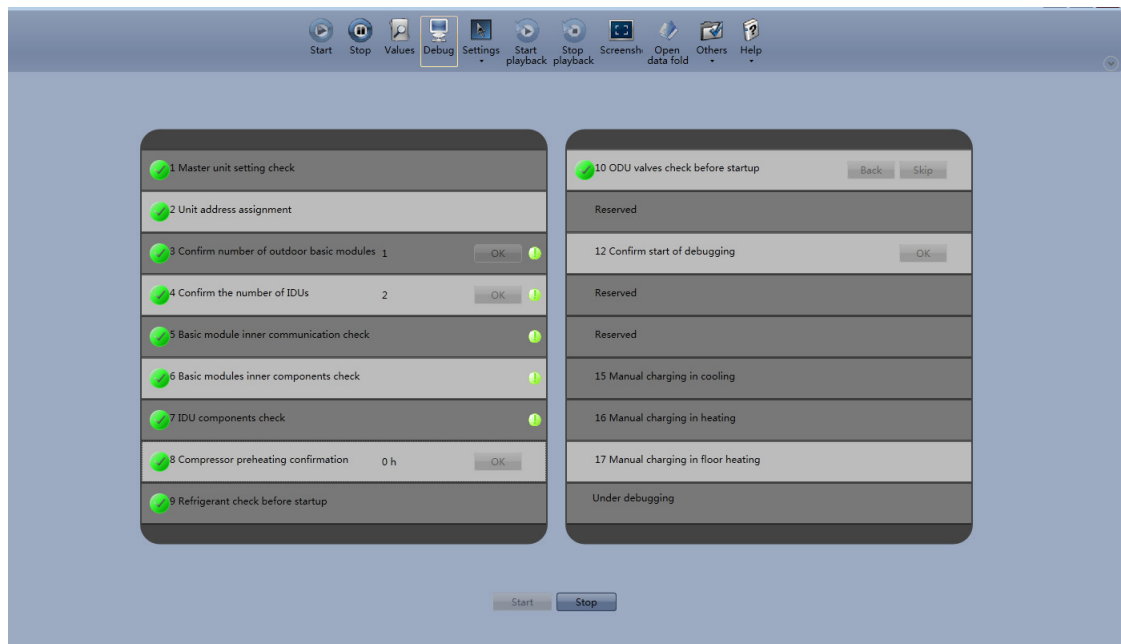 Start Stop Values Debug Settings Start playback Stop playback Screensh Open data fold Others Help
1 Master unit setting check
2 Unit address assignment
3 Confirm number of outdoor basic modules 1 OK
4 Confirm the number of IDUs 2 OK
5 Basic module inner communication check
6 Basic modules inner components check
7 IDU components check
8 Compressor preheating confirmation 0 h OK
9 Refrigerant check before startup
10 ODU valves check before startup Back Skip
Reserved
12 Confirm start of debugging OK
Reserved
Reserved
15 Manual charging in cooling
16 Manual charging in heating
17 Manual charging in floor heating
Under debugging
Start Stop